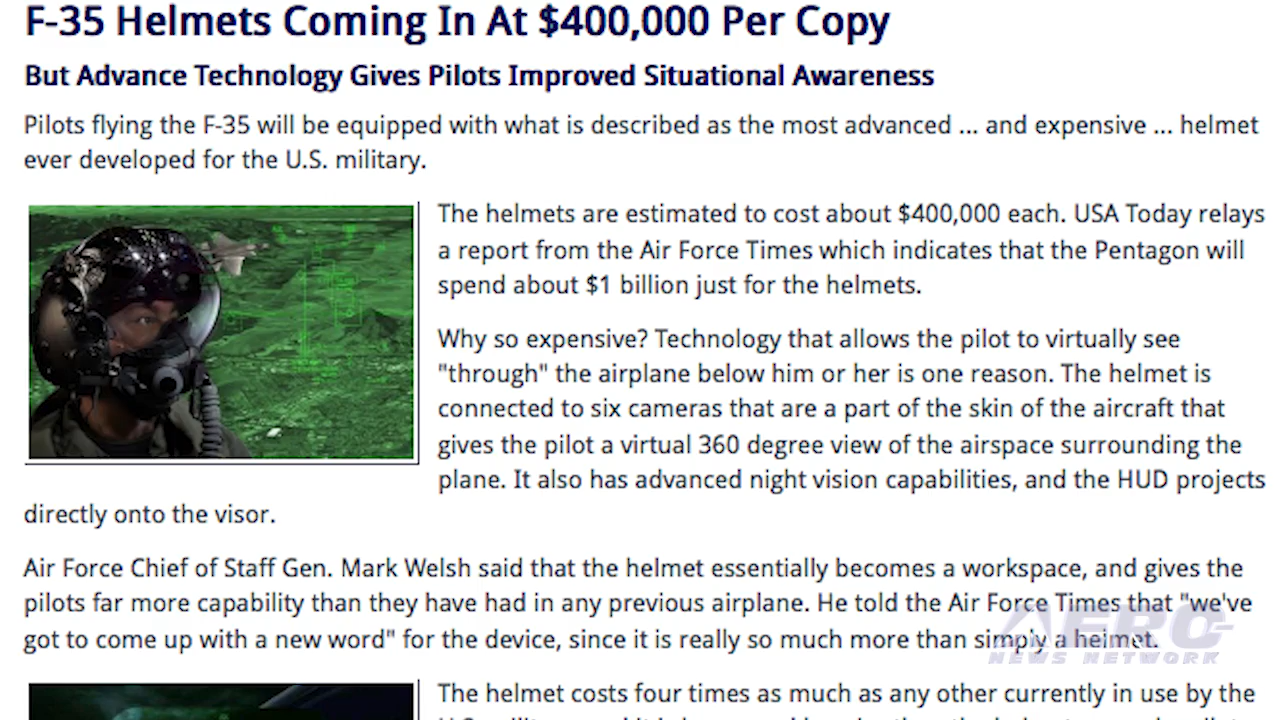 F-35 Helmets Coming In At $400,000 Per Copy
But Advance Technology Gives Pilots Improved Situational Awareness
Pilots flying the F-35 will be equipped with what is described as the most advanced ... and expensive ... helmet
ever developed for the U.S. military.
The helmets are estimated to cost about $400,000 each. USA Today relays
a report from the Air Force Times which indicates that the Pentagon will
spend about $1 billion just for the helmets.
Why so expensive? Technology that allows the pilot to virtually see
"through" the airplane below him or her is one reason. The helmet is
connected to six cameras that are a part of the skin of the aircraft that
gives the pilot a virtual 360 degree view of the airspace surrounding the
plane. It also has advanced night vision capabilities, and the HUD projects
directly onto the visor.
Air Force Chief of Staff Gen. Mark Welsh said that the helmet essentially becomes a workspace, and gives the
pilots far more capability than they have had in any previous airplane. He told the Air Force Times that "we've
got to come up with a new word" for the device, since it is really so much more than simply a helmet.
AERO
NEWS NETWORK
The helmet costs four times as much as any other currently in use by the